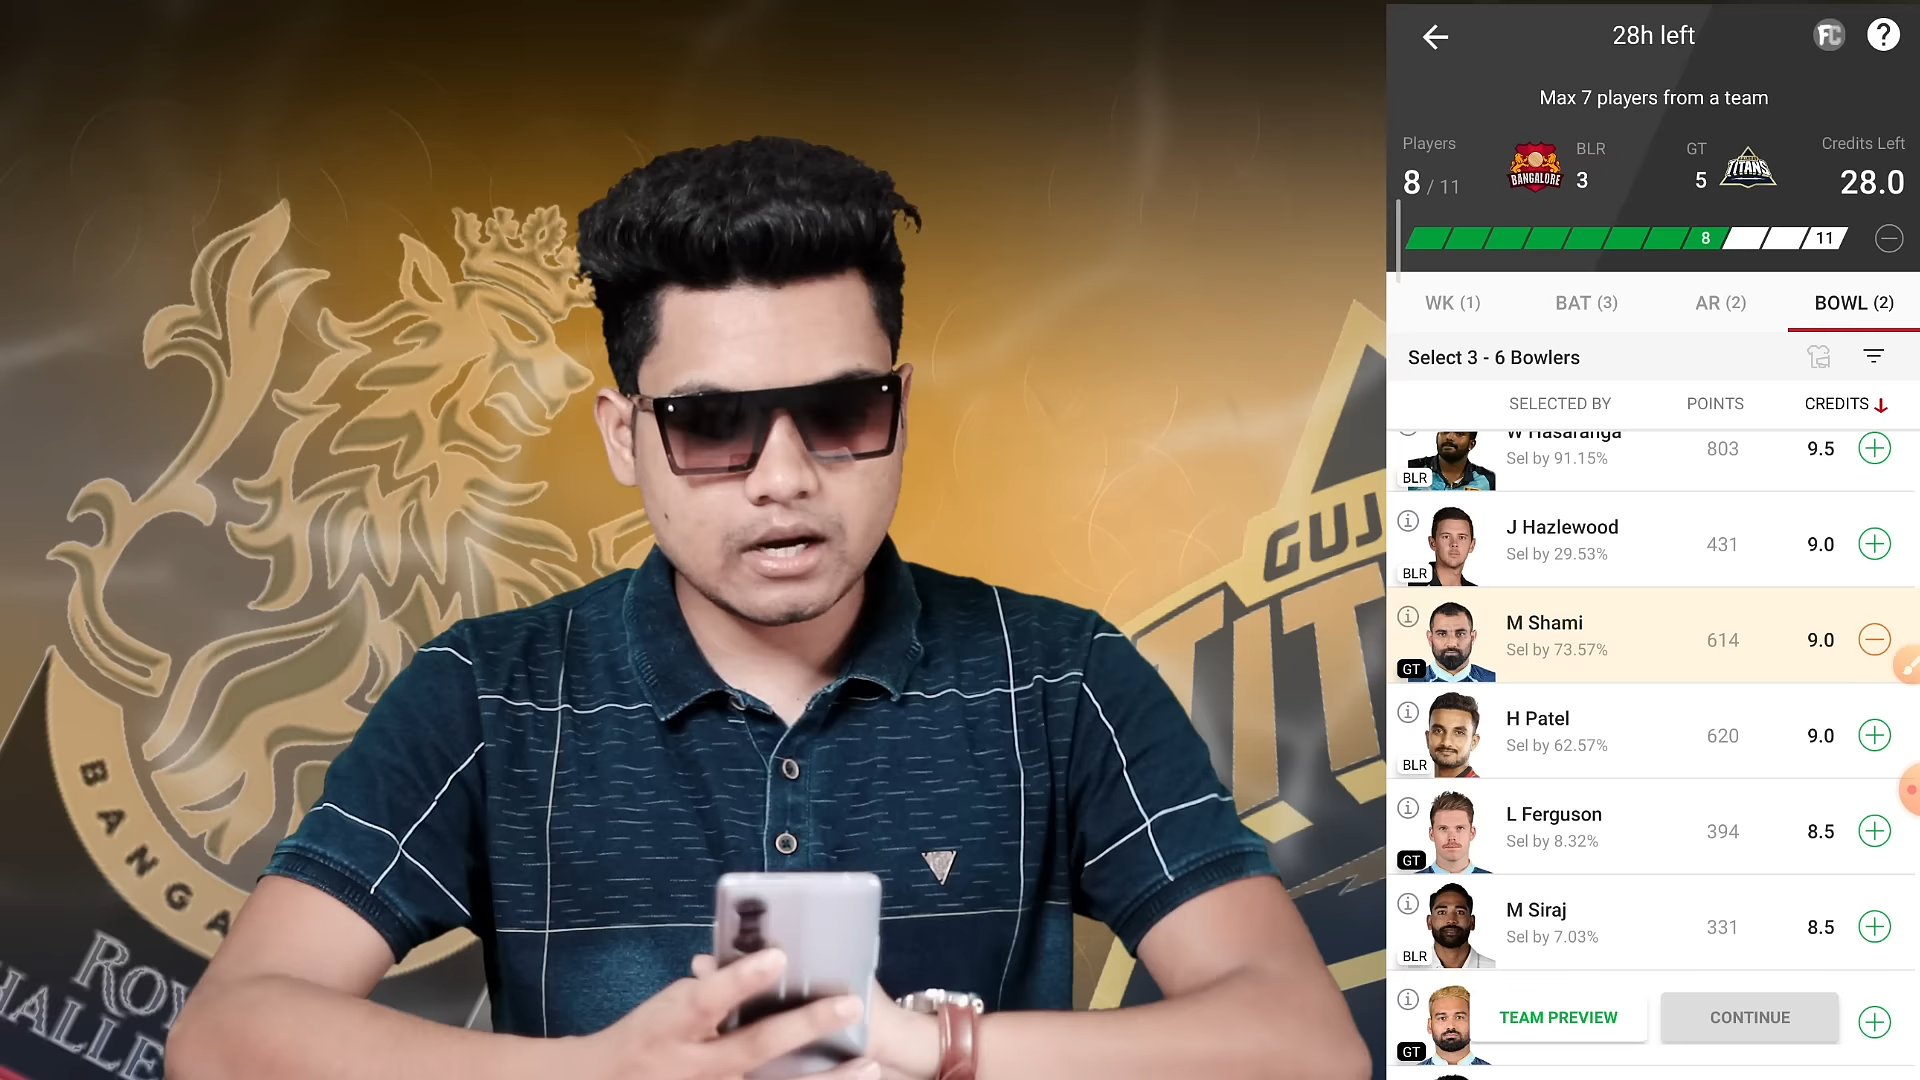 28h left
FC
?
Max 7 players from a team
Players
BLR
GT
Credits Left
8 / 11
BANGALORE
3
5
TITANS
28.0
8
11
WK (1)
BAT (3)
AR (2)
BOWL (2)
Select 3 - 6 Bowlers
SELECTED BY
POINTS
CREDITS
W Hasaranga
Sel by 91.15%
803
9.5
BLR
J Hazlewood
Sel by 29.53%
431
9.0
BLR
M Shami
Sel by 73.57%
614
9.0
GT
H Patel
Sel by 62.57%
620
9.0
BLR
L Ferguson
Sel by 8.32%
394
8.5
GT
M Siraj
Sel by 7.03%
331
8.5
BLR
TEAM PREVIEW
CONTINUE
GT
GUJ
TIT
BANGA
ROY
HALLE